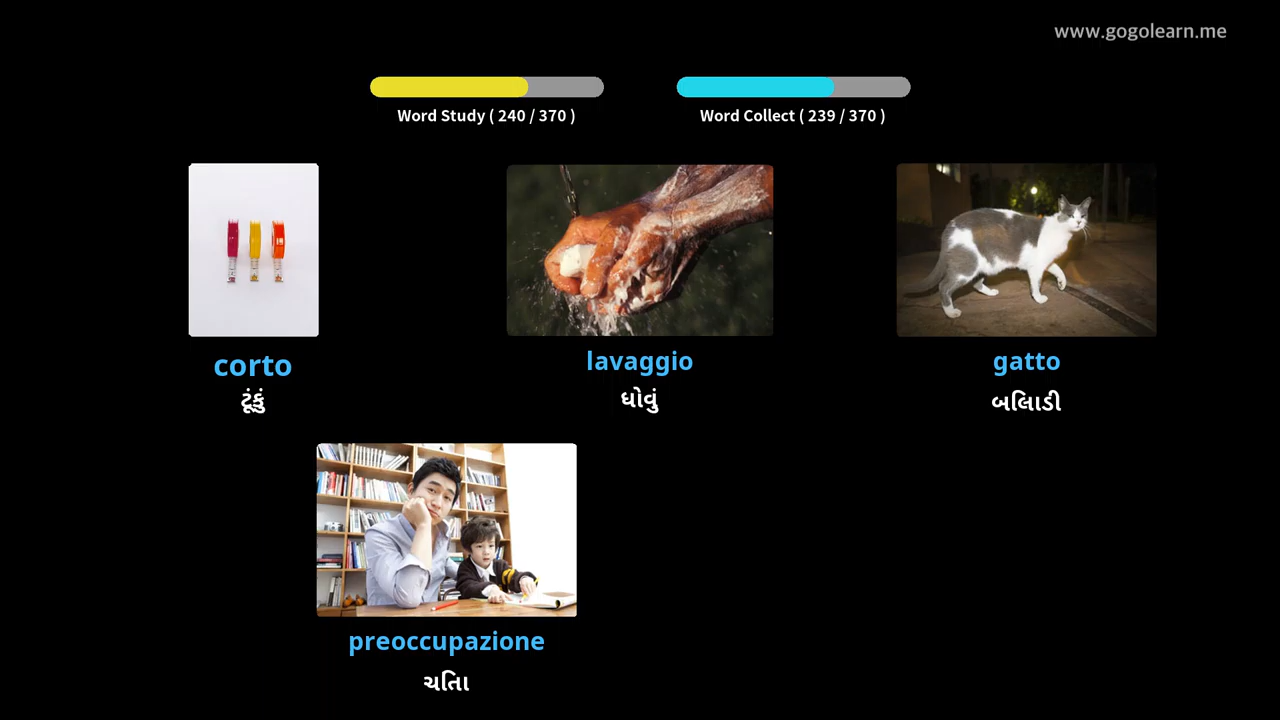 www.gogolearn.me
Word Study ( 240 / 370 )
Word Collect ( 239 / 370 )
corto
ટૂંકું
lavaggio
ધોવું
gatto
બિલાડી
preoccupazione
ચિંતા